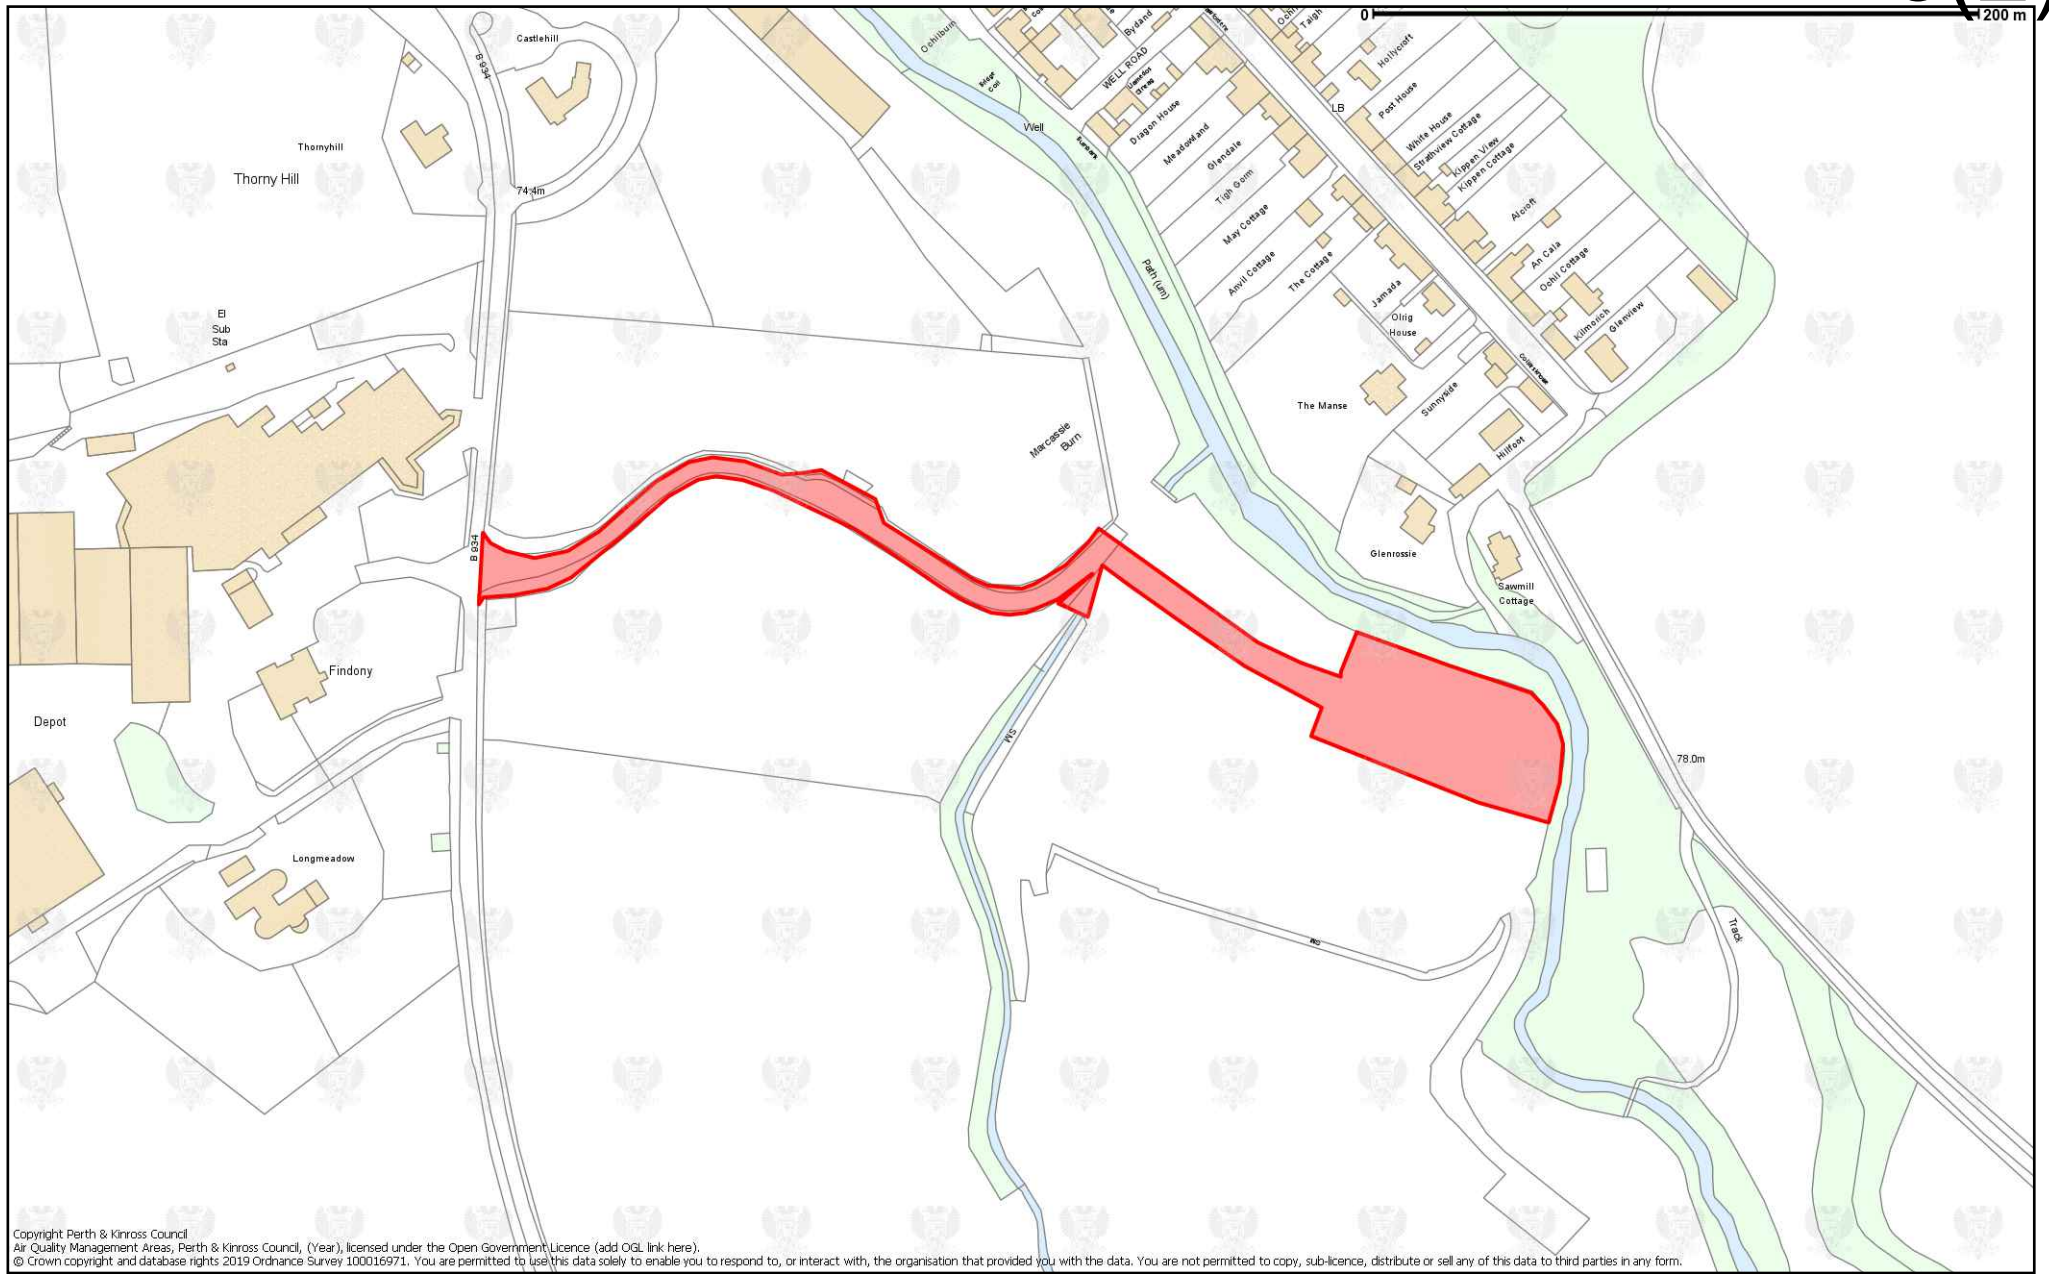 0
200 m
Castlehill
B 934
Ochilburn
Bydand
WELL ROAD
Taigh
Hollycroft
Post House
LB
Well
Dragon House
Meadowland
Glendale
Tigh Gorm
May Cottage
Anvil Cottage
The Cottage
White House
Strathview Cottage
Kippen View
Kippen Cottage
Alcroft
An Cala
Ochil Cottage
Kilmorich
Glenview
Thornyhill
Thorny Hill
74.4m
Path (um)
Jamada
Olrig
House
El
Sub
Sta
The Manse
Sunnyside
Hillfoot
Marcassie
Burn
B 934
Glenrossie
Sawmill
Cottage
Findony
Depot
SM
78.0m
Longmeadow
Track
Copyright Perth & Kinross Council
Air Quality Management Areas, Perth & Kinross Council, (Year), licensed under the Open Government Licence (add OGL link here).
© Crown copyright and database rights 2019 Ordnance Survey 100016971. You are permitted to use this data solely to enable you to respond to, or interact with, the organisation that provided you with the data. You are not permitted to copy, sub-licence, distribute or sell any of this data to third parties in any form.